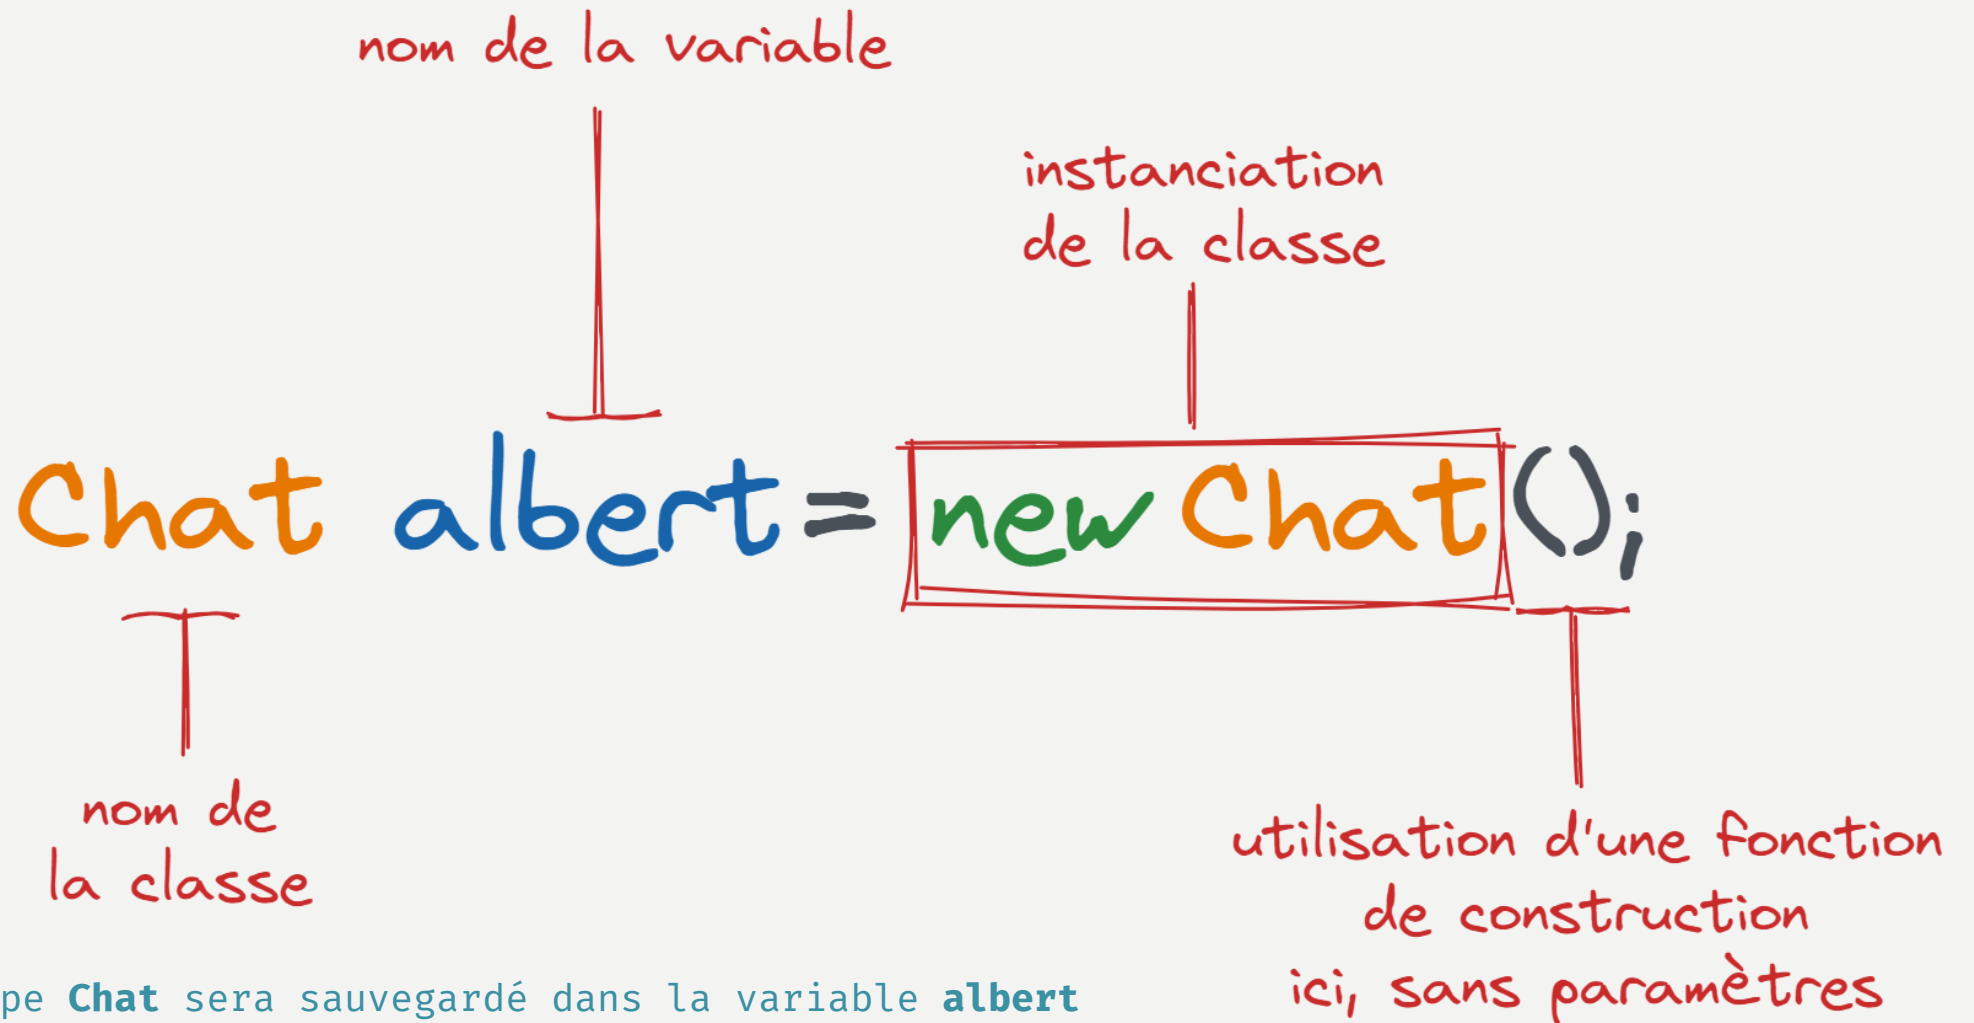 nom de la variable
instanciation
de la classe
Chat albert = new Chat();
nom de
la classe
utilisation d'une fonction
de construction
ici, sans paramètres
pe Chat sera sauvegardé dans la variable albert